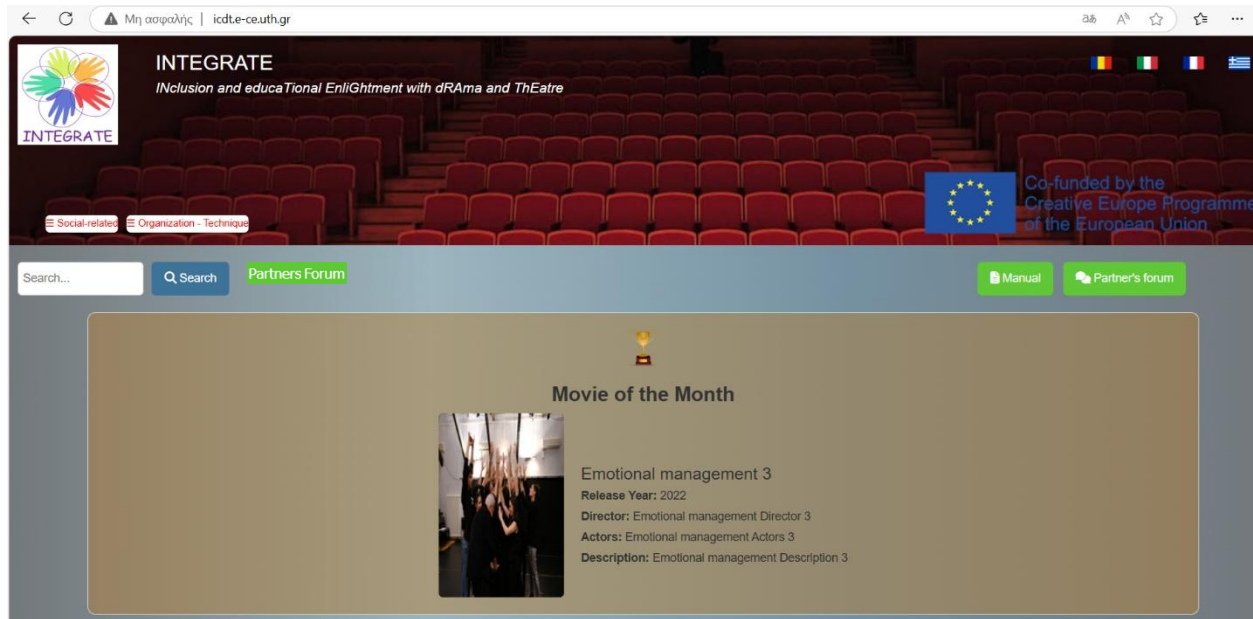 Μη ασφαλής | icdt.e-ce.uth.gr
INTEGRATE
INTEGRATE
INclusion and educaTional EnliGhtment with dRAma and ThEatre
Co-funded by the
Creative Europe Programme
of the European Union
☰ Social-related ☰ Organization - Technique
Search... Search Partners Forum Manual Partner's forum
Movie of the Month
Emotional management 3
Release Year: 2022
Director: Emotional management Director 3
Actors: Emotional management Actors 3
Description: Emotional management Description 3